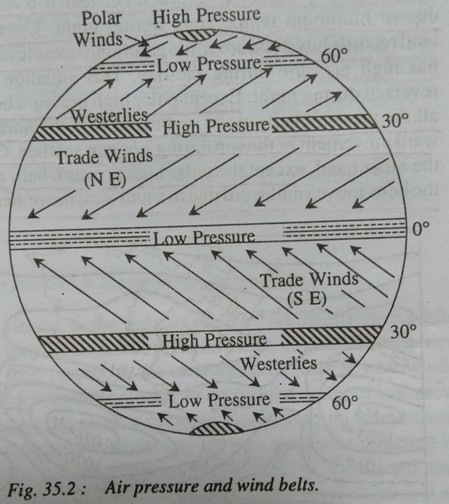 Polar
Winds
High Pressure
Low Pressure
60°
Westerlies
High Pressure
30°
Trade Winds
(N E)
Low Pressure
0°
Trade Winds
(S E)
High Pressure
30°
Westerlies
Low Pressure
60°
Fig. 35.2 : Air pressure and wind belts.